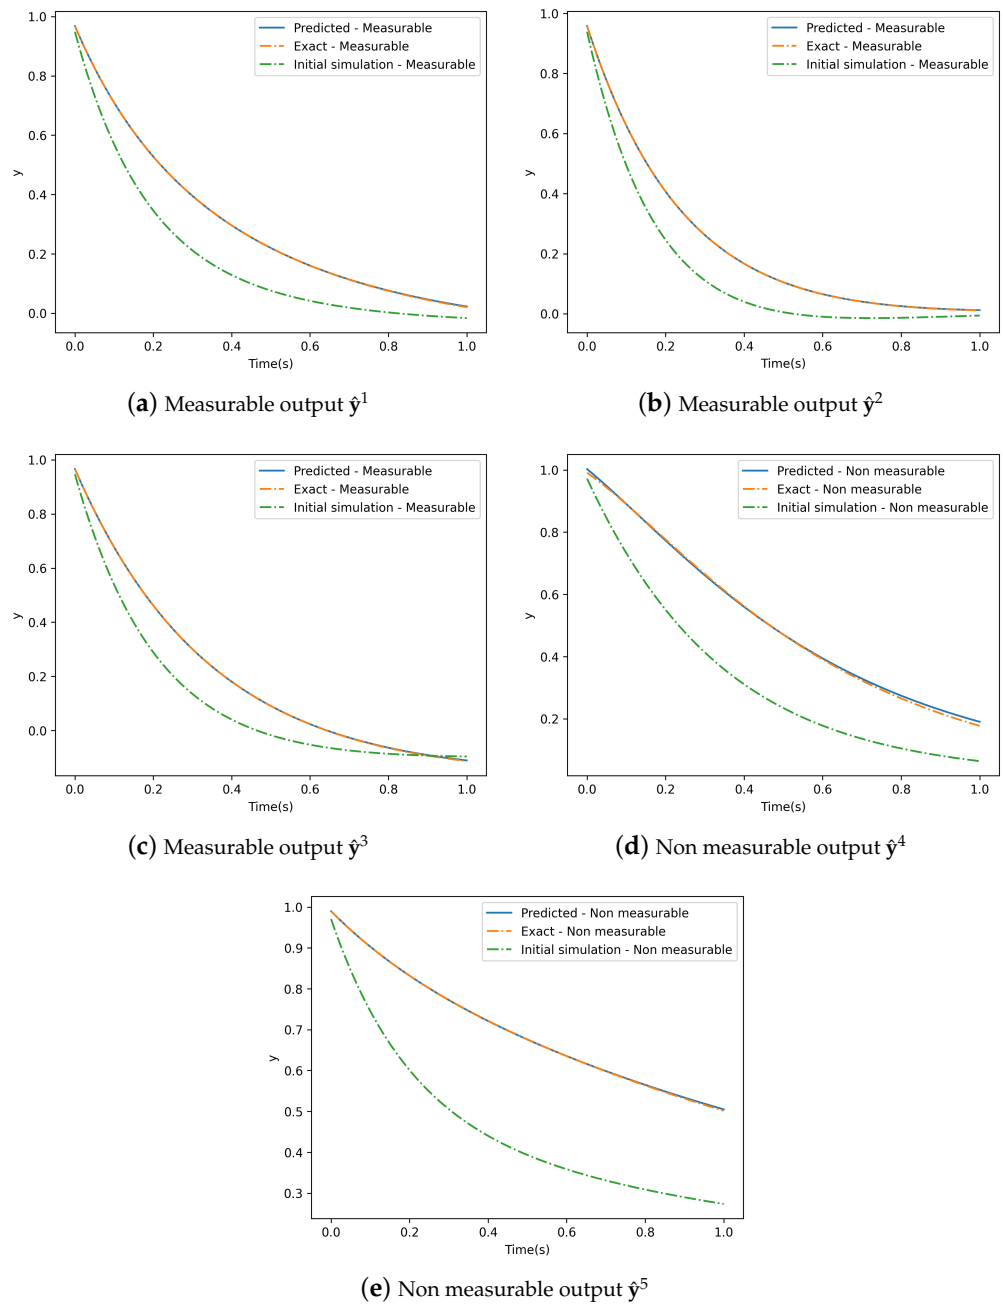 1.0
0.8
0.6
0.4
0.2
0.0
y
Predicted - Measurable
Exact - Measurable
Initial simulation - Measurable
0.0 0.2 0.4 0.6 0.8 1.0
Time(s)
(a) Measurable output ŷ¹
1.0
0.8
0.6
0.4
0.2
0.0
y
Predicted - Measurable
Exact - Measurable
Initial simulation - Measurable
0.0 0.2 0.4 0.6 0.8 1.0
Time(s)
(b) Measurable output ŷ²
1.0
0.8
0.6
0.4
0.2
0.0
y
Predicted - Measurable
Exact - Measurable
Initial simulation - Measurable
0.0 0.2 0.4 0.6 0.8 1.0
Time(s)
(c) Measurable output ŷ³
1.0
0.8
0.6
0.4
0.2
y
Predicted - Non measurable
Exact - Non measurable
Initial simulation - Non measurable
0.0 0.2 0.4 0.6 0.8 1.0
Time(s)
(d) Non measurable output ŷ⁴
1.0
0.9
0.8
0.7
0.6
0.5
0.4
0.3
y
Predicted - Non measurable
Exact - Non measurable
Initial simulation - Non measurable
0.0 0.2 0.4 0.6 0.8 1.0
Time(s)
(e) Non measurable output ŷ⁵